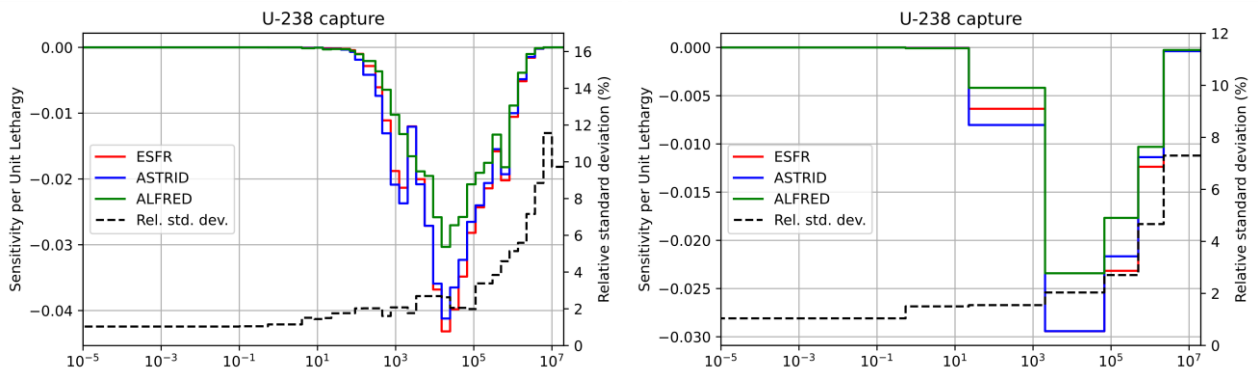 U-238 capture
0.00
−0.01
−0.02
−0.03
−0.04
Sensitivity per Unit Lethargy
ESFR
ASTRID
ALFRED
Rel. std. dev.
16
14
12
10
8
6
4
2
0
Relative standard deviation (%)
10⁻⁵ 10⁻³ 10⁻¹ 10¹ 10³ 10⁵ 10⁷
U-238 capture
0.000
−0.005
−0.010
−0.015
−0.020
−0.025
−0.030
Sensitivity per Unit Lethargy
ESFR
ASTRID
ALFRED
Rel. std. dev.
12
10
8
6
4
2
0
Relative standard deviation (%)
10⁻⁵ 10⁻³ 10⁻¹ 10¹ 10³ 10⁵ 10⁷